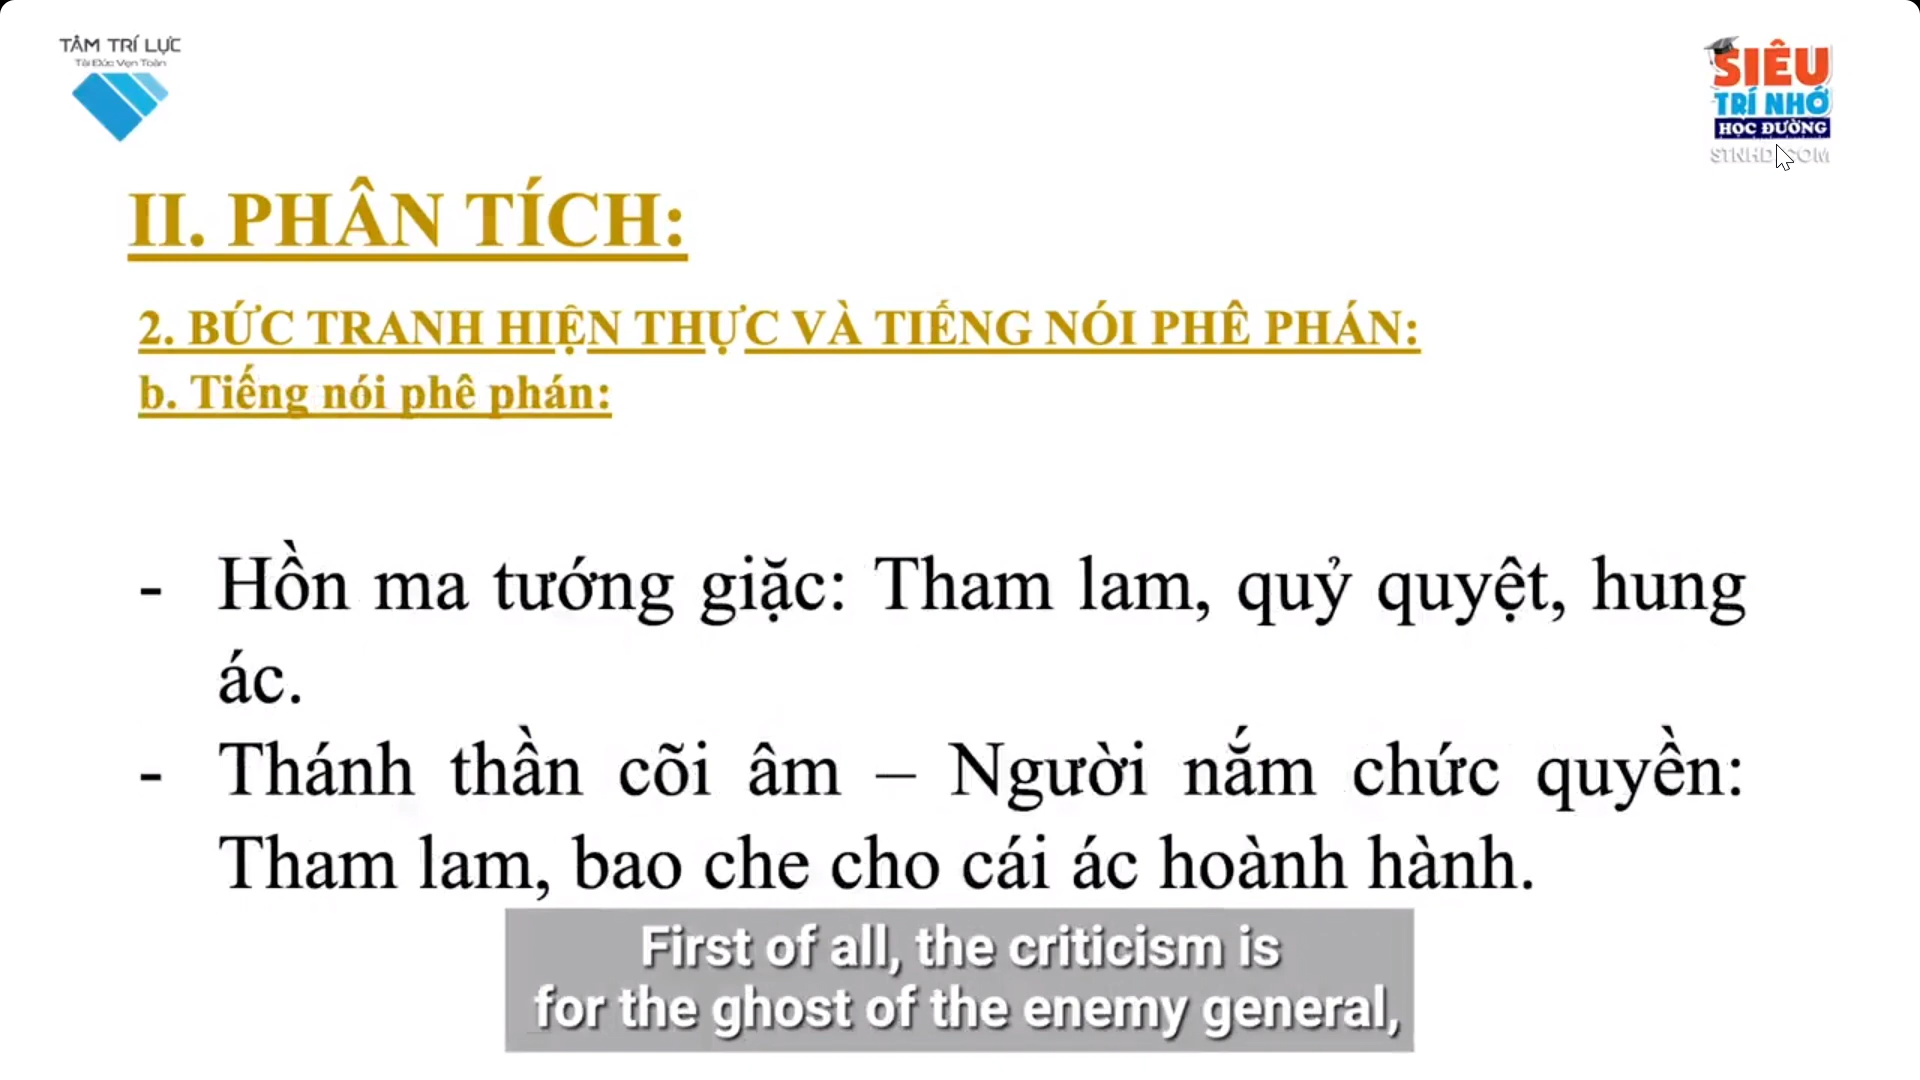 TÂM TRÍ LỰC
Tài Đức Vẹn Toàn
SIÊU
TRÍ NHỚ
HỌC ĐƯỜNG
STNHD.COM
II. PHÂN TÍCH:
2. BỨC TRANH HIỆN THỰC VÀ TIẾNG NÓI PHÊ PHÁN:
b. Tiếng nói phê phán:
- Hồn ma tướng giặc: Tham lam, quỷ quyệt, hung
ác.
- Thánh thần cõi âm – Người nắm chức quyền:
Tham lam, bao che cho cái ác hoành hành.
First of all, the criticism is
for the ghost of the enemy general,